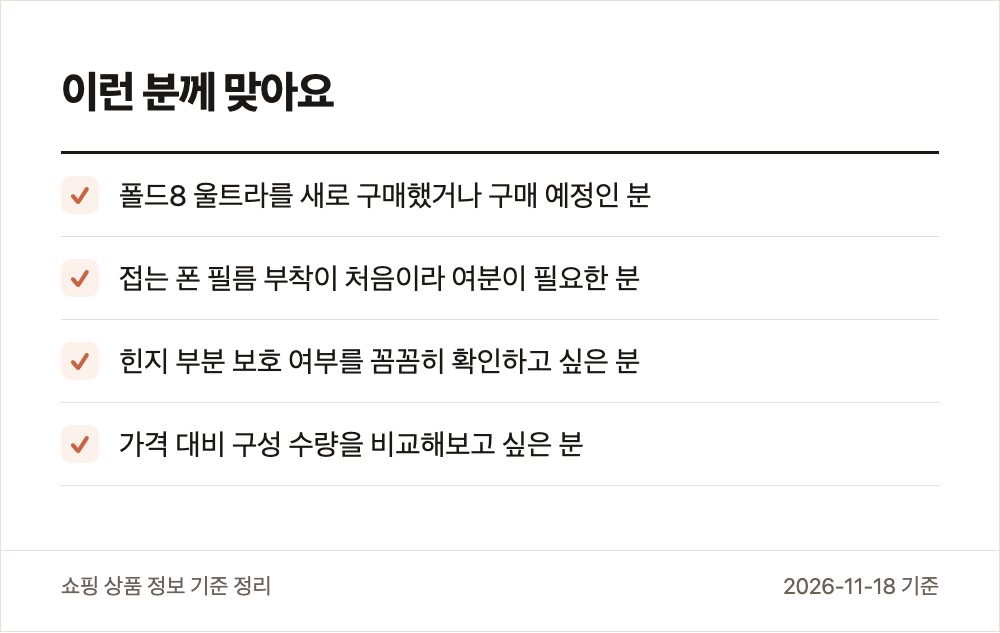 이런 분께 맞아요
폴드8 울트라를 새로 구매했거나 구매 예정인 분
접는 폰 필름 부착이 처음이라 여분이 필요한 분
힌지 부분 보호 여부를 꼼꼼히 확인하고 싶은 분
가격 대비 구성 수량을 비교해보고 싶은 분
쇼핑 상품 정보 기준 정리
2026-11-18 기준